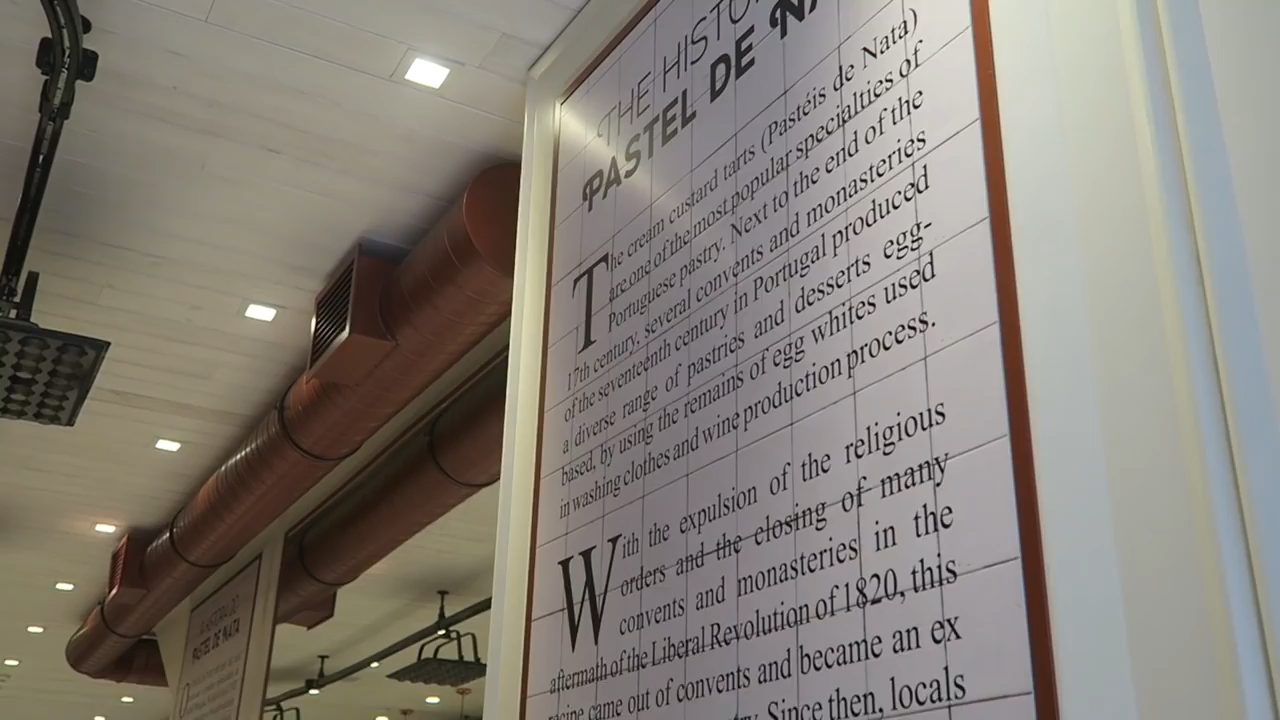 THE HISTO
PASTEL DE NA
The cream custard tarts (Pastéis de Nata)
are one of the most popular specialties of
Portuguese pastry. Next to the end of the
17th century, several convents and monasteries
of the seventeenth century in Portugal produced
a diverse range of pastries and desserts egg-
based, by using the remains of egg whites used
in washing clothes and wine production process.
With the expulsion of the religious
orders and the closing of many
convents and monasteries in the
aftermath of the Liberal Revolution of 1820, this
recipe came out of convents and became an ex
Since then, locals
A HISTÓRIA DO
PASTEL DE NATA